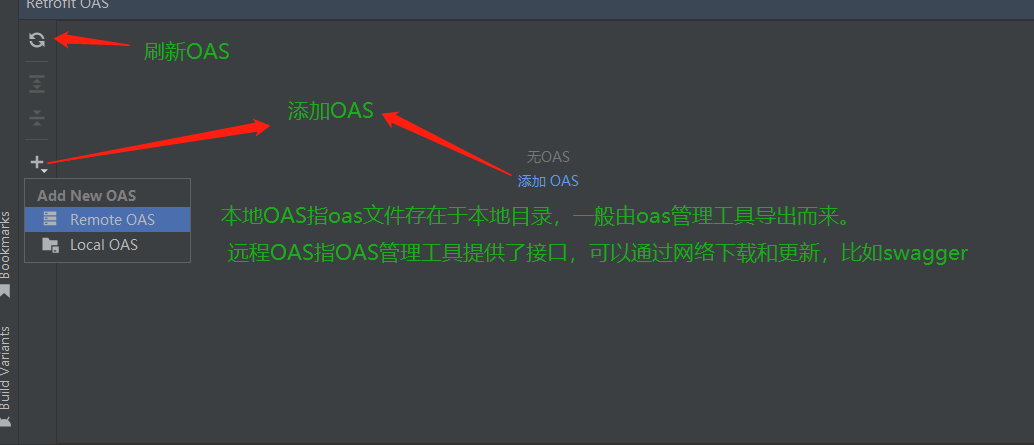 Retrofit OAS
刷新OAS
添加OAS
无OAS
添加 OAS
Add New OAS
Remote OAS
Local OAS
本地OAS指oas文件存在于本地目录，一般由oas管理工具导出而来。
远程OAS指OAS管理工具提供了接口，可以通过网络下载和更新，比如swagger
Bookmarks
Build Variants